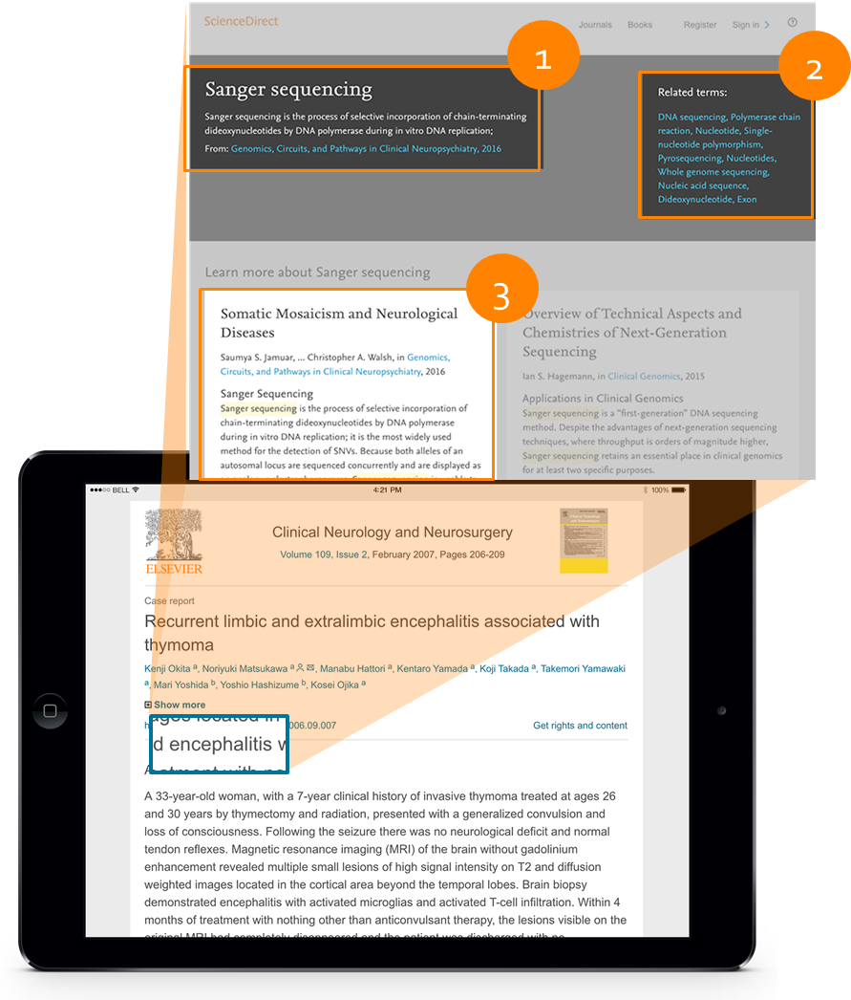 ScienceDirect
Journals Books Register Sign in
1
2
Sanger sequencing
Sanger sequencing is the process of selective incorporation of chain-terminating
dideoxynucleotides by DNA polymerase during in vitro DNA replication;
From: Genomics, Circuits, and Pathways in Clinical Neuropsychiatry, 2016
Related terms:
DNA sequencing, Polymerase chain
reaction, Nucleotide, Single-
nucleotide polymorphism,
Pyrosequencing, Nucleotides,
Whole genome sequencing,
Nucleic acid sequence,
Dideoxynucleotide, Exon
Learn more about Sanger sequencing
3
Somatic Mosaicism and Neurological
Diseases
Saumya S. Jamuar, ... Christopher A. Walsh, in Genomics,
Circuits, and Pathways in Clinical Neuropsychiatry, 2016
Sanger Sequencing
Sanger sequencing is the process of selective incorporation of
chain-terminating dideoxynucleotides by DNA polymerase
during in vitro DNA replication; it is the most widely used
method for the detection of SNVs. Because both alleles of an
autosomal locus are sequenced concurrently and are displayed as
Overview of Technical Aspects and
Chemistries of Next-Generation
Sequencing
Ian S. Hagemann, in Clinical Genomics, 2015
Applications in Clinical Genomics
Sanger sequencing is a "first-generation" DNA sequencing
method. Despite the advantages of next-generation sequencing
techniques, where throughput is orders of magnitude higher,
Sanger sequencing retains an essential place in clinical genomics
for at least two specific purposes.
BELL 4:21 PM 100%
ELSEVIER
Clinical Neurology and Neurosurgery
Volume 109, Issue 2, February 2007, Pages 206-209
Case report
Recurrent limbic and extralimbic encephalitis associated with
thymoma
Kenji Okita a, Noriyuki Matsukawa a, Manabu Hattori a, Kentaro Yamada a, Koji Takada a, Takemori Yamawaki
a, Mari Yoshida b, Yoshio Hashizume b, Kosei Ojika a
Show more
006.09.007 Get rights and content
ages located in
d encephalitis w
A 33-year-old woman, with a 7-year clinical history of invasive thymoma treated at ages 26
and 30 years by thymectomy and radiation, presented with a generalized convulsion and
loss of consciousness. Following the seizure there was no neurological deficit and normal
tendon reflexes. Magnetic resonance imaging (MRI) of the brain without gadolinium
enhancement revealed multiple small lesions of high signal intensity on T2 and diffusion
weighted images located in the cortical area beyond the temporal lobes. Brain biopsy
demonstrated encephalitis with activated microglias and activated T-cell infiltration. Within 4
months of treatment with nothing other than anticonvulsant therapy, the lesions visible on the
original MRI had completely disappeared and the patient was discharged with no